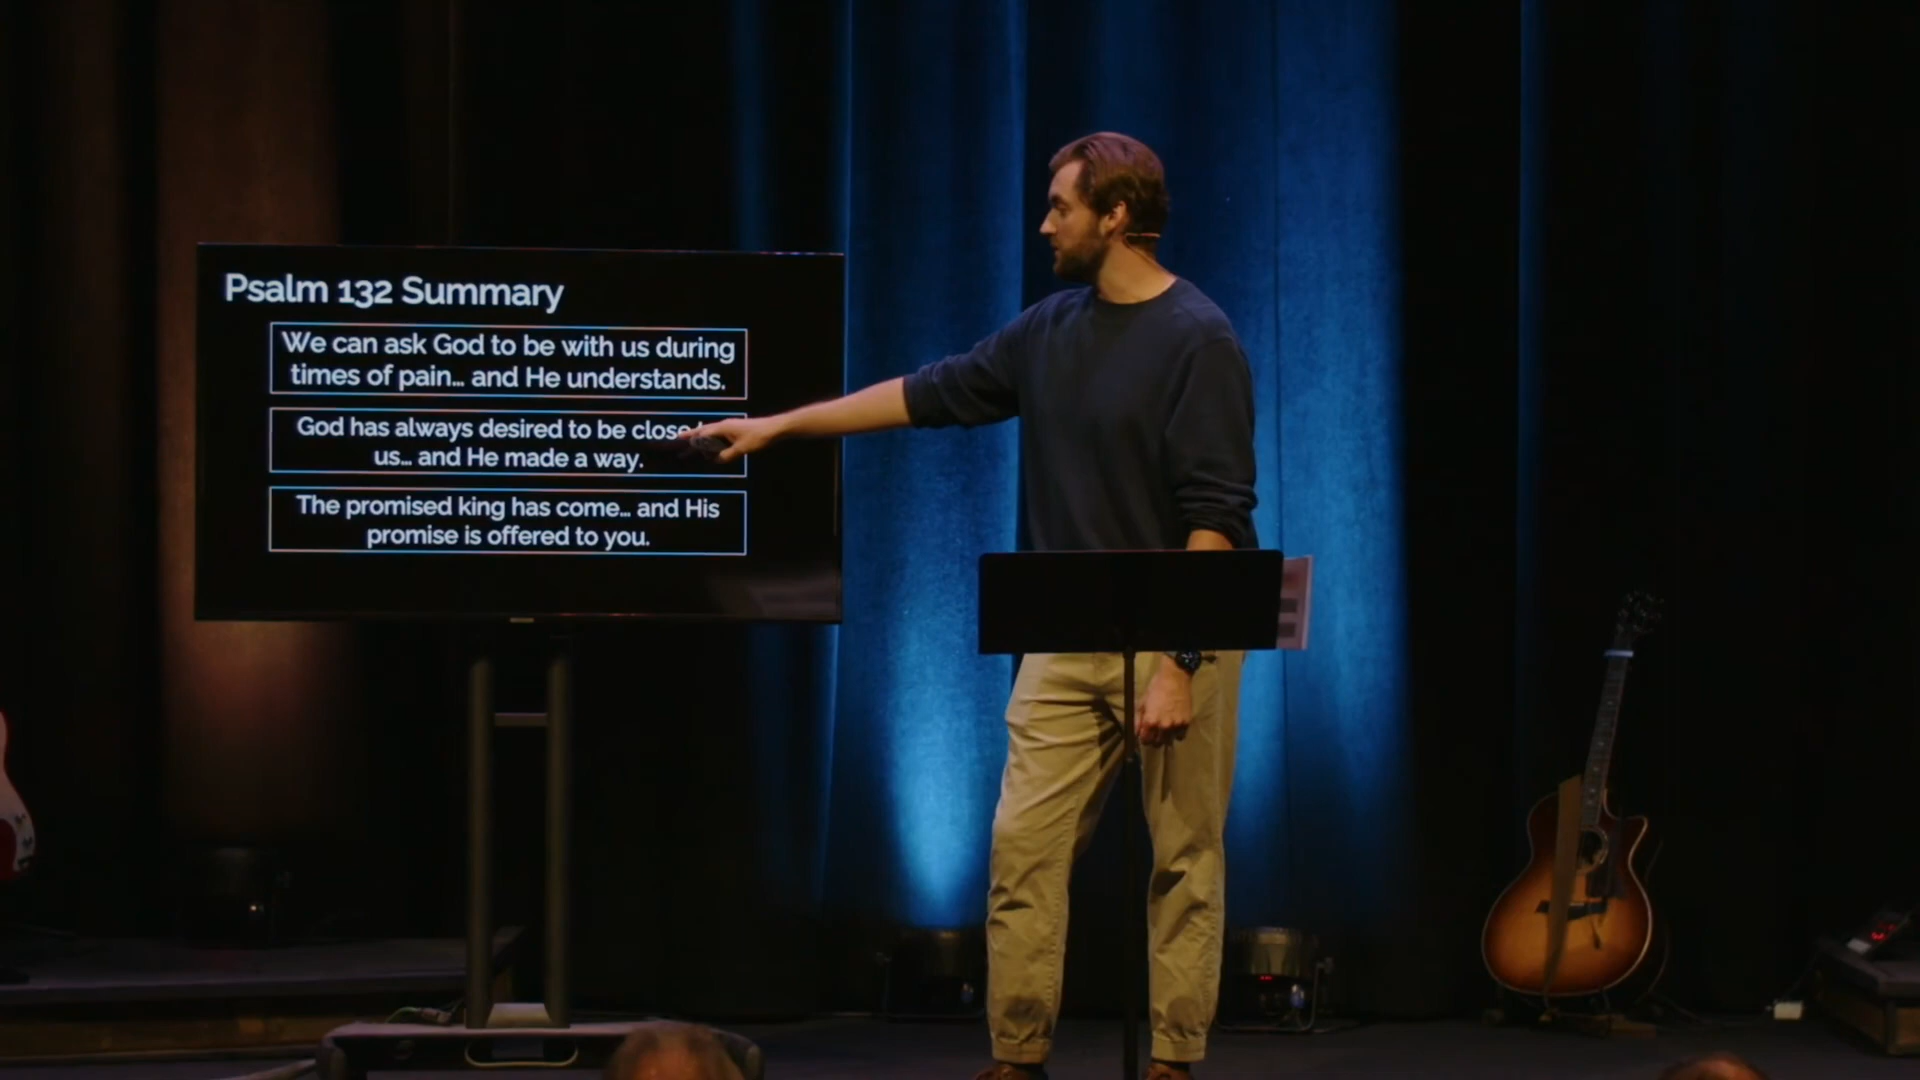 Psalm 132 Summary
We can ask God to be with us during
times of pain... and He understands.
God has always desired to be close
us... and He made a way.
The promised king has come... and His
promise is offered to you.